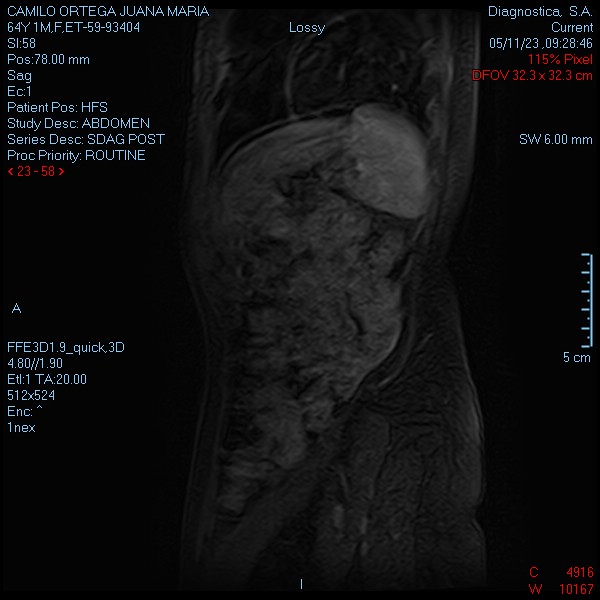 CAMILO ORTEGA JUANA MARIA
64Y 1M,F,ET-59-93404
SI:58
Pos:78.00 mm
Sag
Ec:1
Patient Pos: HFS
Study Desc: ABDOMEN
Series Desc: SDAG POST
Proc Priority: ROUTINE
< 23 - 58 >
Lossy
Diagnostica, S.A.
Current
05/11/23 ,09:28:46
115% Pixel
DFOV 32.3 x 32.3 cm
SW 6.00 mm
A
5 cm
FFE3D1.9_quick,3D
4.80//1.90
Etl:1 TA:20.00
512x524
Enc: ^
1nex
I
C 4916
W 10167